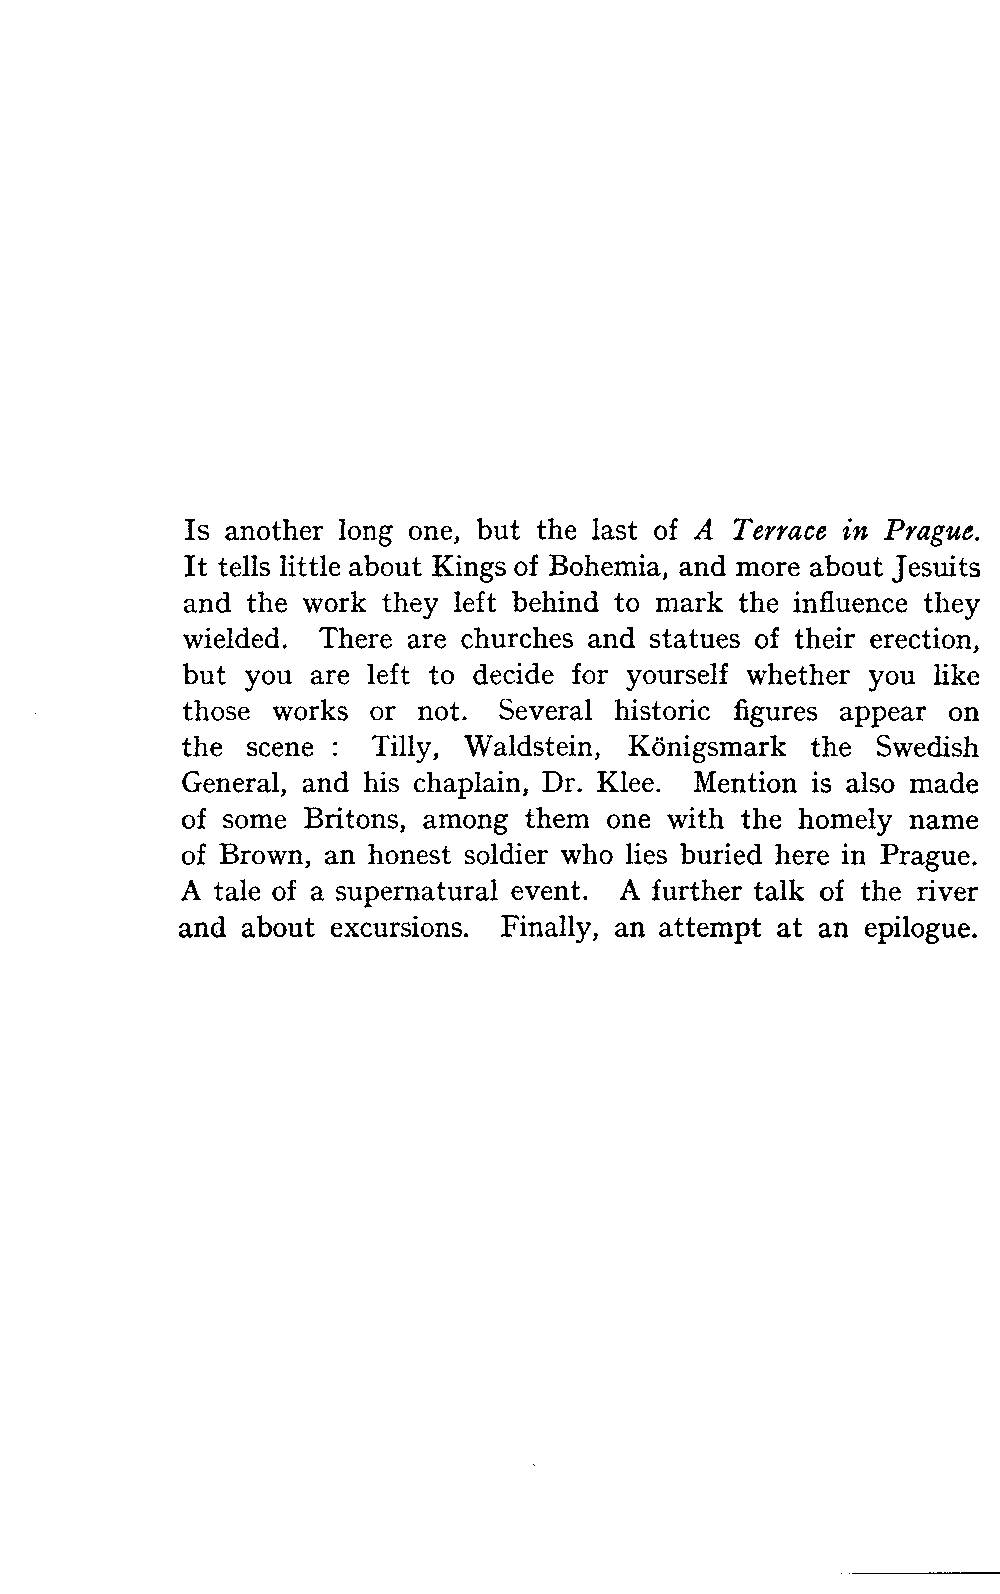 Is another long one, but the last of A Terrace in Prague.
It tells little about Kings of Bohemia, and more about Jesuits
and the work they left behind to mark the influence they
wielded. There are churches and statues of their erection,
but you are left to decide for yourself whether you like
those works or not. Several historic figures appear on
the scene : Tilly, Waldstein, Königsmark the Swedish
General, and his chaplain, Dr. Klee. Mention is also made
of some Britons, among them one with the homely name
of Brown, an honest soldier who lies buried here in Prague.
A tale of a supernatural event. A further talk of the river
and about excursions. Finally, an attempt at an epilogue.